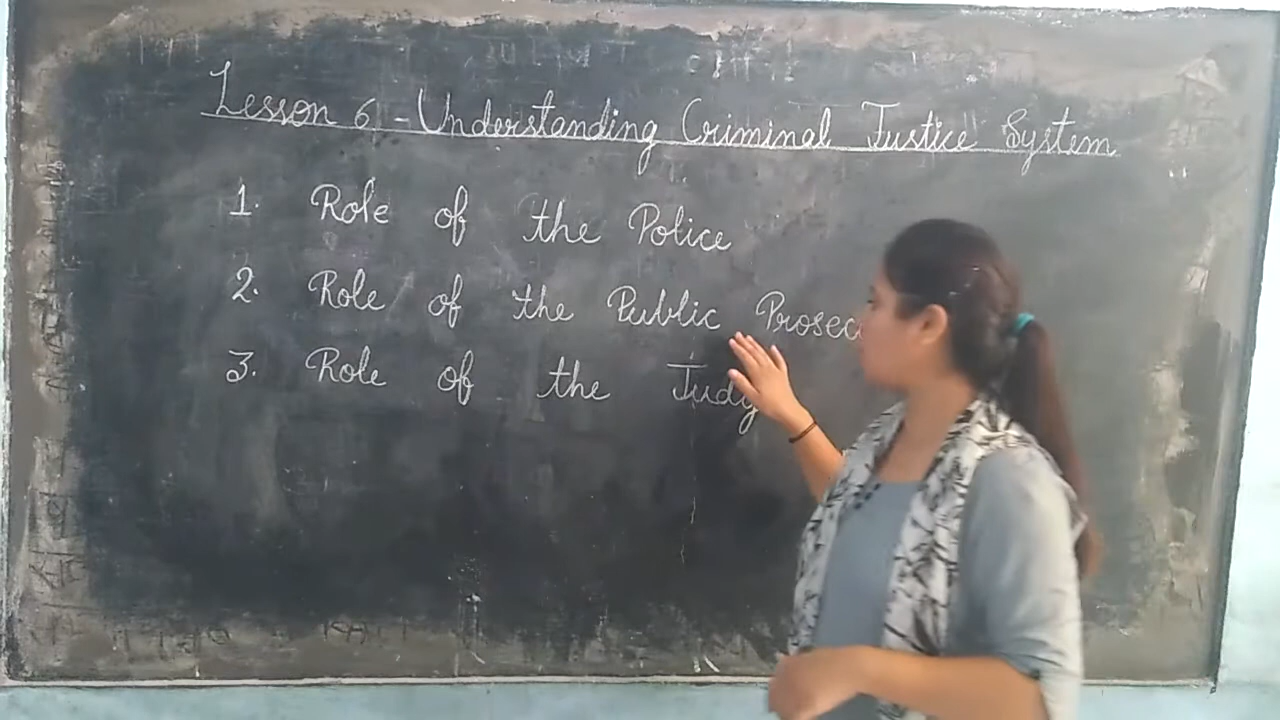 Lesson 6 - Understanding Criminal Justice System
1. Role of the Police
2. Role of the Public
3. Role of the